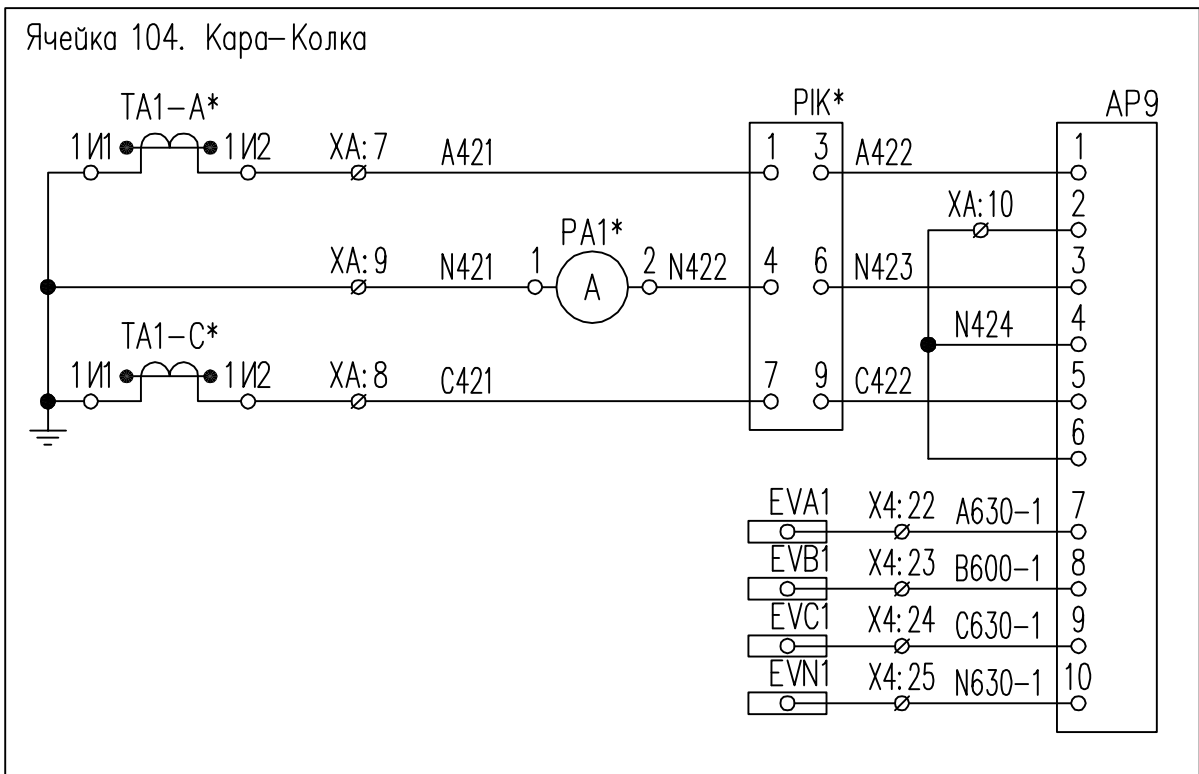 Ячейка 104. Кара-Колка
TA1-A* PIK* AP9
1И1 1И2 XA:7 A421 1 3 A422 1
XA:10 2
PA1*
XA:9 N421 1 A 2 N422 4 6 N423 3
TA1-C* N424 4
1И1 1И2 XA:8 C421 7 9 C422 5
6
EVA1 X4:22 A630-1 7
EVB1 X4:23 B600-1 8
EVC1 X4:24 C630-1 9
EVN1 X4:25 N630-1 10